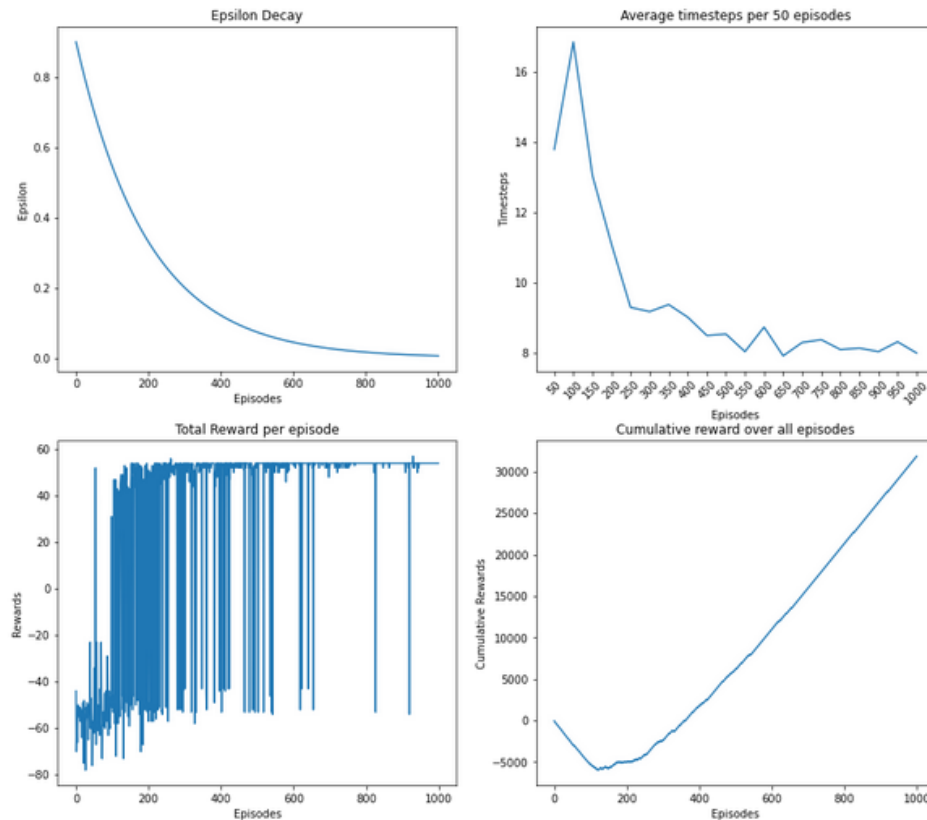 Epsilon Decay
0.8
0.6
0.4
0.2
0.0
Epsilon
0 200 400 600 800 1000
Episodes
Average timesteps per 50 episodes
16
14
12
10
8
Timesteps
50 100 150 200 250 300 350 400 450 500 550 600 650 700 750 800 850 900 950 1000
Episodes
Total Reward per episode
60
40
20
0
−20
−40
−60
−80
Rewards
0 200 400 600 800 1000
Episodes
Cumulative reward over all episodes
30000
25000
20000
15000
10000
5000
0
−5000
Cumulative Rewards
0 200 400 600 800 1000
Episodes